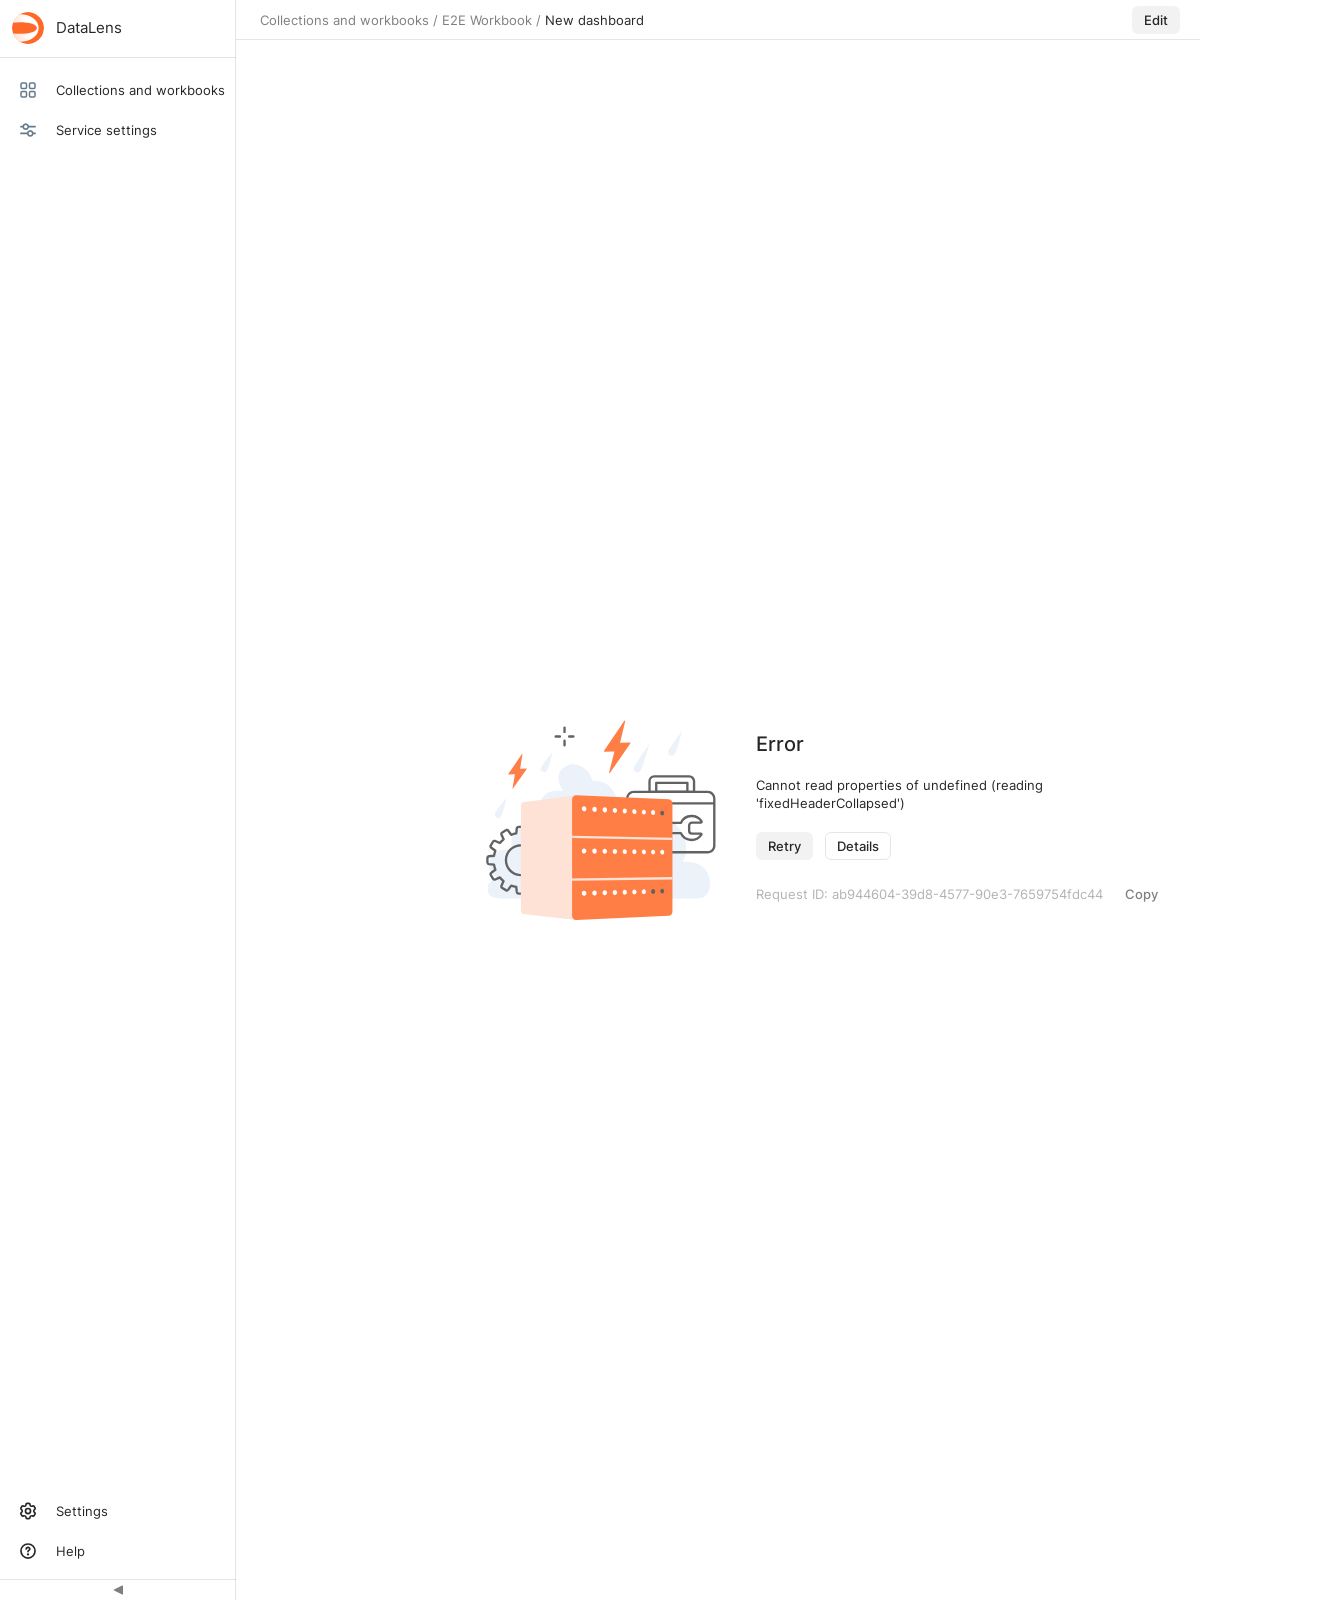 DataLens
Collections and workbooks / E2E Workbook / New dashboard
Edit
Collections and workbooks
Service settings
Error
Cannot read properties of undefined (reading
'fixedHeaderCollapsed')
Retry
Details
Request ID: ab944604-39d8-4577-90e3-7659754fdc44
Copy
Settings
Help